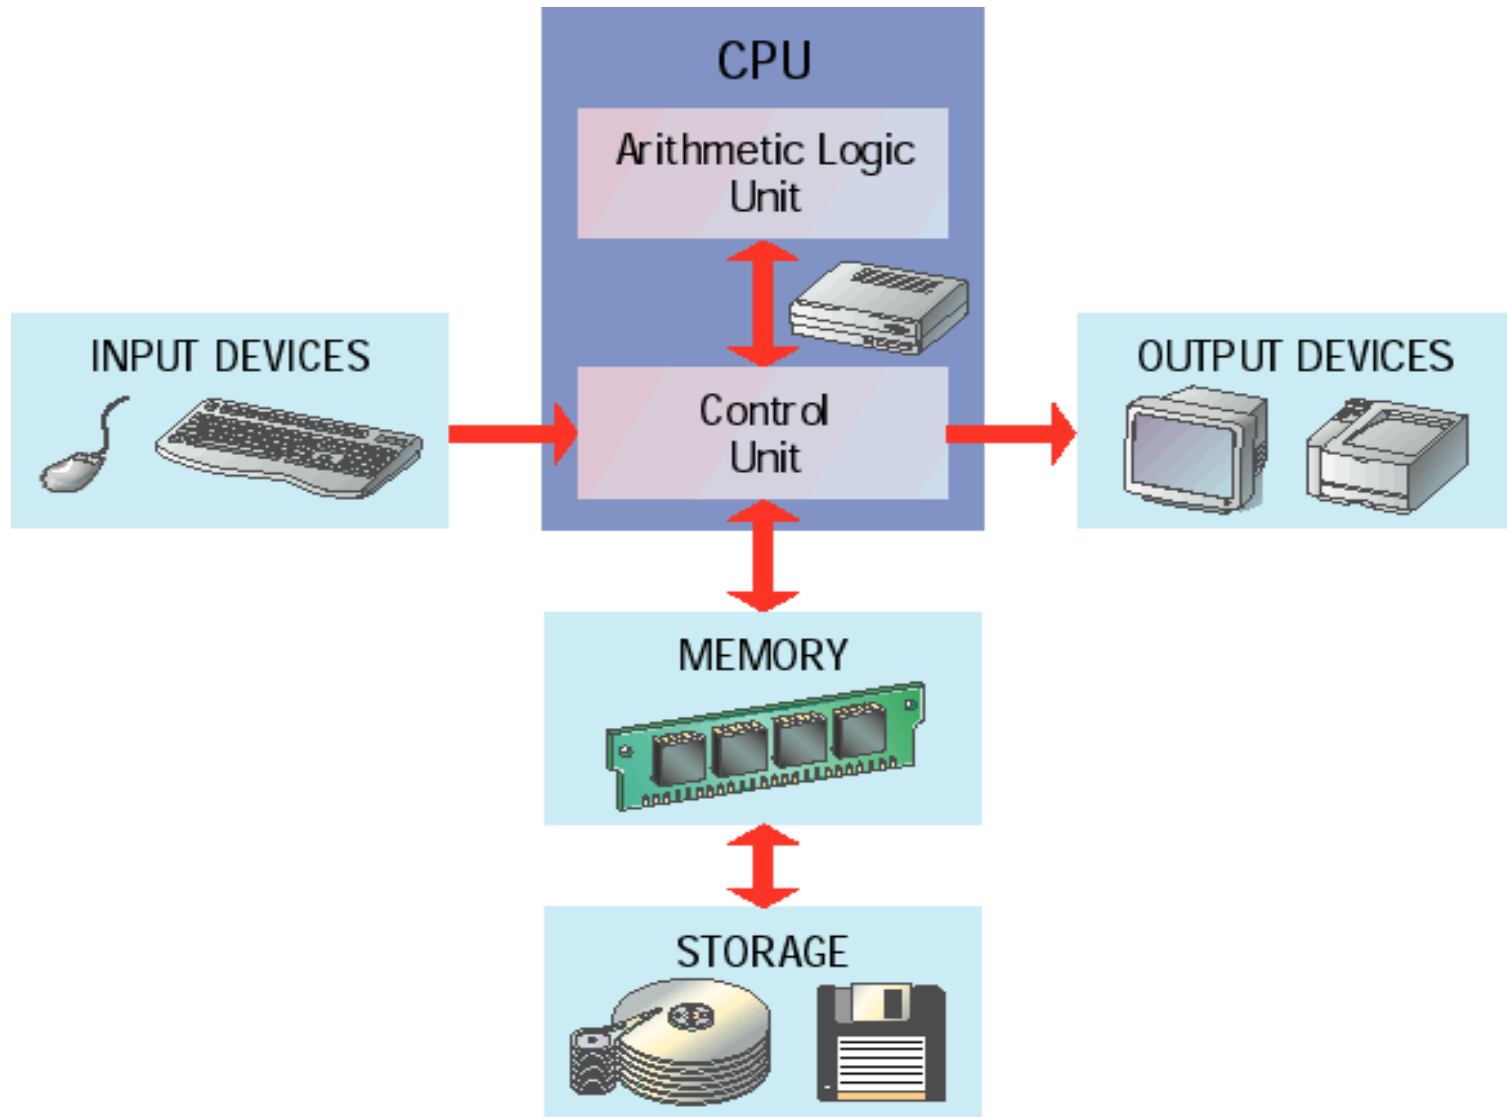 CPU
Arithmetic Logic
Unit
INPUT DEVICES
Control
Unit
OUTPUT DEVICES
MEMORY
STORAGE